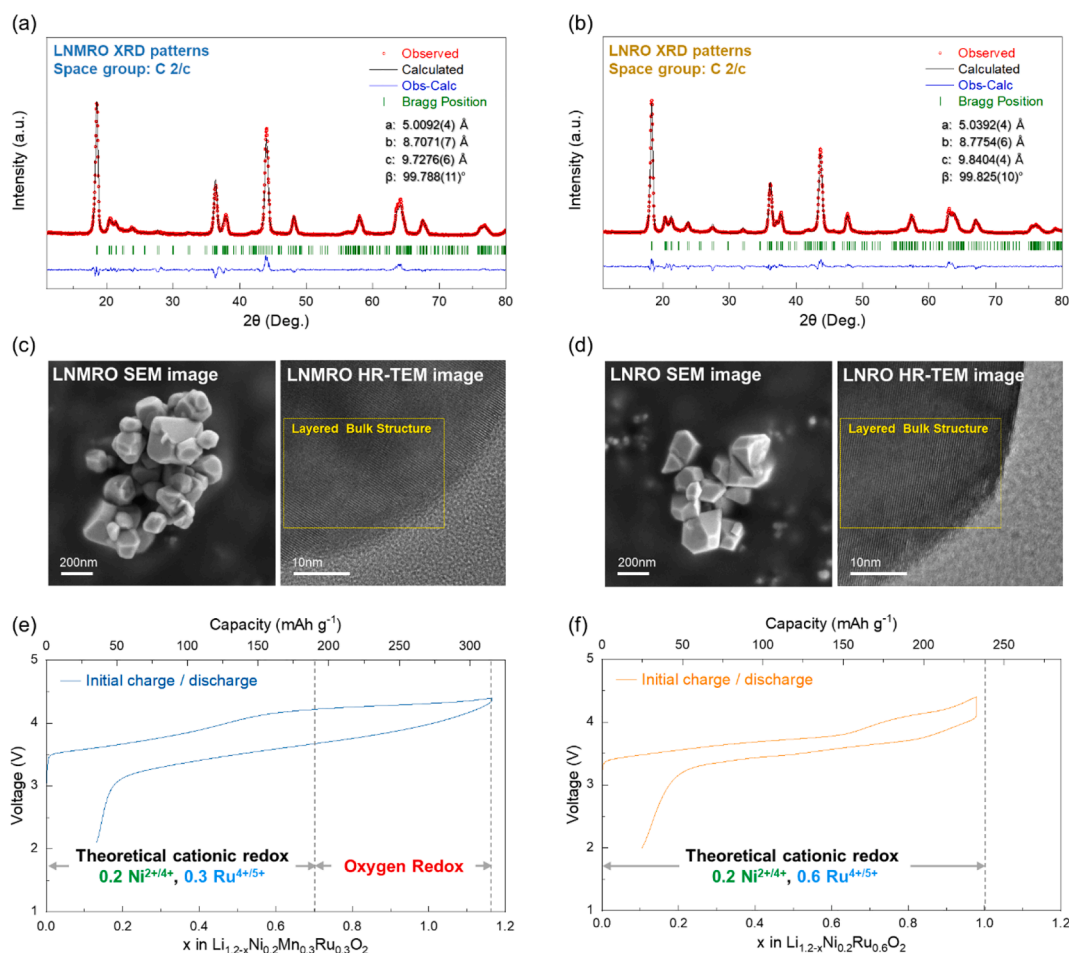 (a)
LNMRO XRD patterns
Space group: C 2/c
Observed
Calculated
Obs-Calc
Bragg Position
a: 5.0092(4) Å
b: 8.7071(7) Å
c: 9.7276(6) Å
β: 99.788(11)°
Intensity (a.u.)
20 30 40 50 60 70 80
2θ (Deg.)
(b)
LNRO XRD patterns
Space group: C 2/c
Observed
Calculated
Obs-Calc
Bragg Position
a: 5.0392(4) Å
b: 8.7754(6) Å
c: 9.8404(4) Å
β: 99.825(10)°
Intensity (a.u.)
20 30 40 50 60 70 80
2θ (Deg.)
(c)
LNMRO SEM image
200nm
LNMRO HR-TEM image
Layered Bulk Structure
10nm
(d)
LNRO SEM image
200nm
LNRO HR-TEM image
Layered Bulk Structure
10nm
(e)
Capacity (mAh g⁻¹)
0 50 100 150 200 250 300
Initial charge / discharge
Voltage (V)
5
4
3
2
1
Theoretical cationic redox
0.2 Ni²⁺/⁴⁺, 0.3 Ru⁴⁺/⁵⁺
Oxygen Redox
0.0 0.2 0.4 0.6 0.8 1.0 1.2
x in Li₁.₂₋ₓNi₀.₂Mn₀.₃Ru₀.₃O₂
(f)
Capacity (mAh g⁻¹)
0 50 100 150 200 250
Initial charge / discharge
Voltage (V)
5
4
3
2
1
Theoretical cationic redox
0.2 Ni²⁺/⁴⁺, 0.6 Ru⁴⁺/⁵⁺
0.0 0.2 0.4 0.6 0.8 1.0 1.2
x in Li₁.₂₋ₓNi₀.₂Ru₀.₆O₂